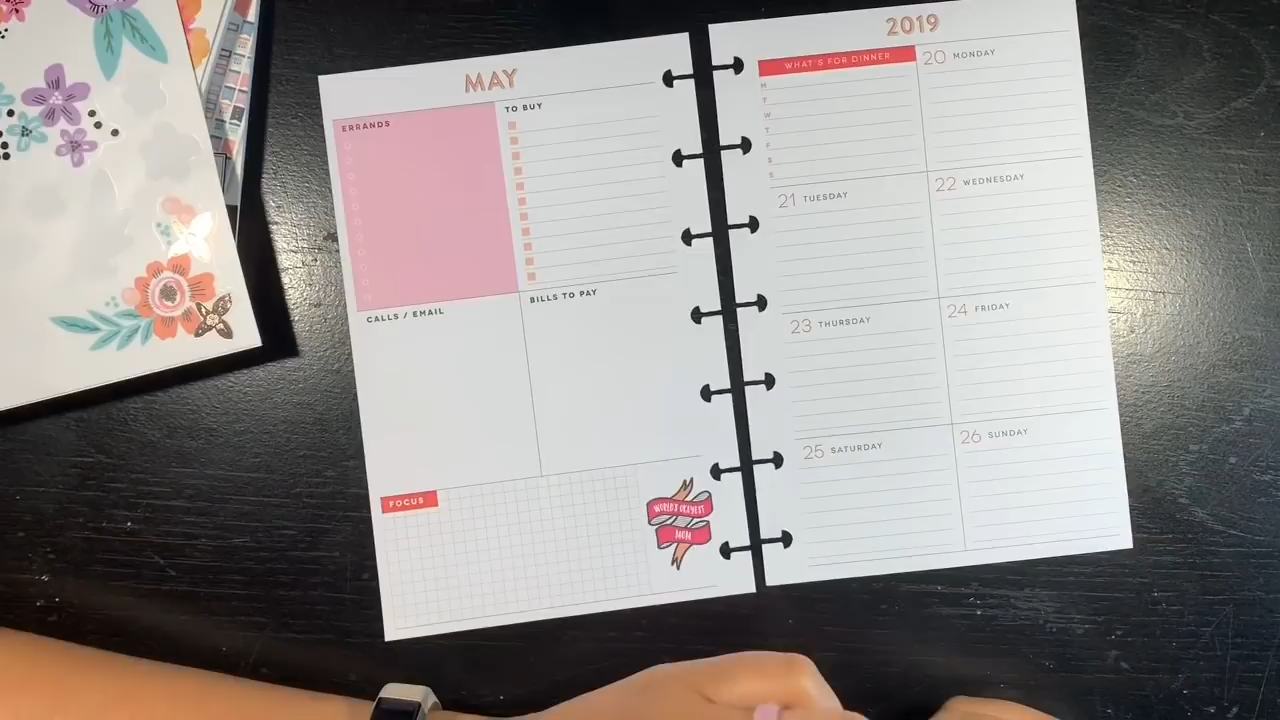 MAY
ERRANDS
TO BUY
CALLS / EMAIL
BILLS TO PAY
FOCUS
WORLD'S OKAYEST
MOM
2019
WHAT'S FOR DINNER
M
T
W
T
F
S
S
20 MONDAY
21 TUESDAY
22 WEDNESDAY
23 THURSDAY
24 FRIDAY
25 SATURDAY
26 SUNDAY